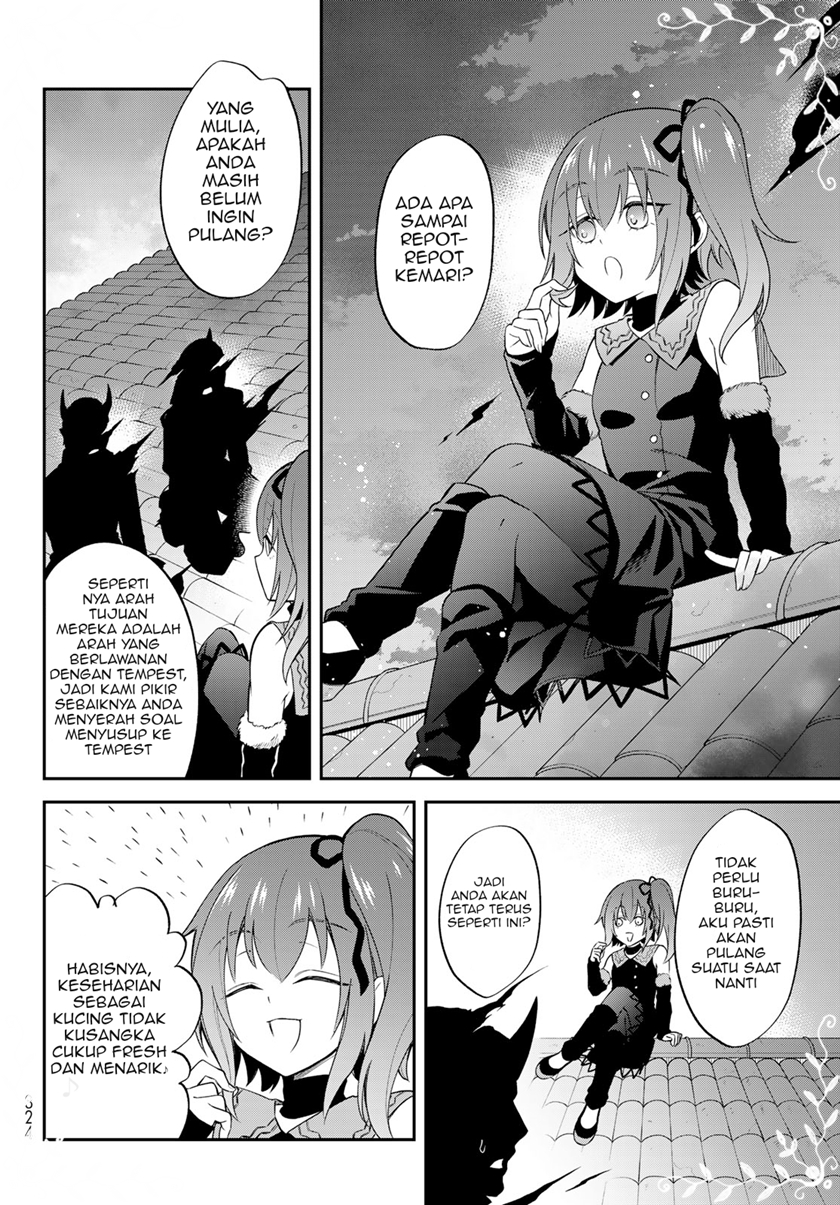 ADA APA
SAMPAI
REPOT-
REPOT
KEMARI?
YANG
MULIA,
APAKAH
ANDA
MASIH
BELUM
INGIN
PULANG?
SEPERTI
NYA ARAH
TUJUAN
MEREKA ADALAH
ARAH YANG
BERLAWANAN
DENGAN TEMPEST,
JADI KAMI PIKIR
SEBAIKNYA ANDA
MENYERAH SOAL
MENYUSUP KE
TEMPEST
TIDAK
PERLU
BURU-
BURU,
AKU PASTI
AKAN
PULANG
SUATU SAAT
NANTI
JADI
ANDA AKAN
TETAP TERUS
SEPERTI INI?
HABISNYA,
KESEHARIAN
SEBAGAI
KUCING TIDAK
KUSANGKA
CUKUP FRESH
DAN MENARIK♪